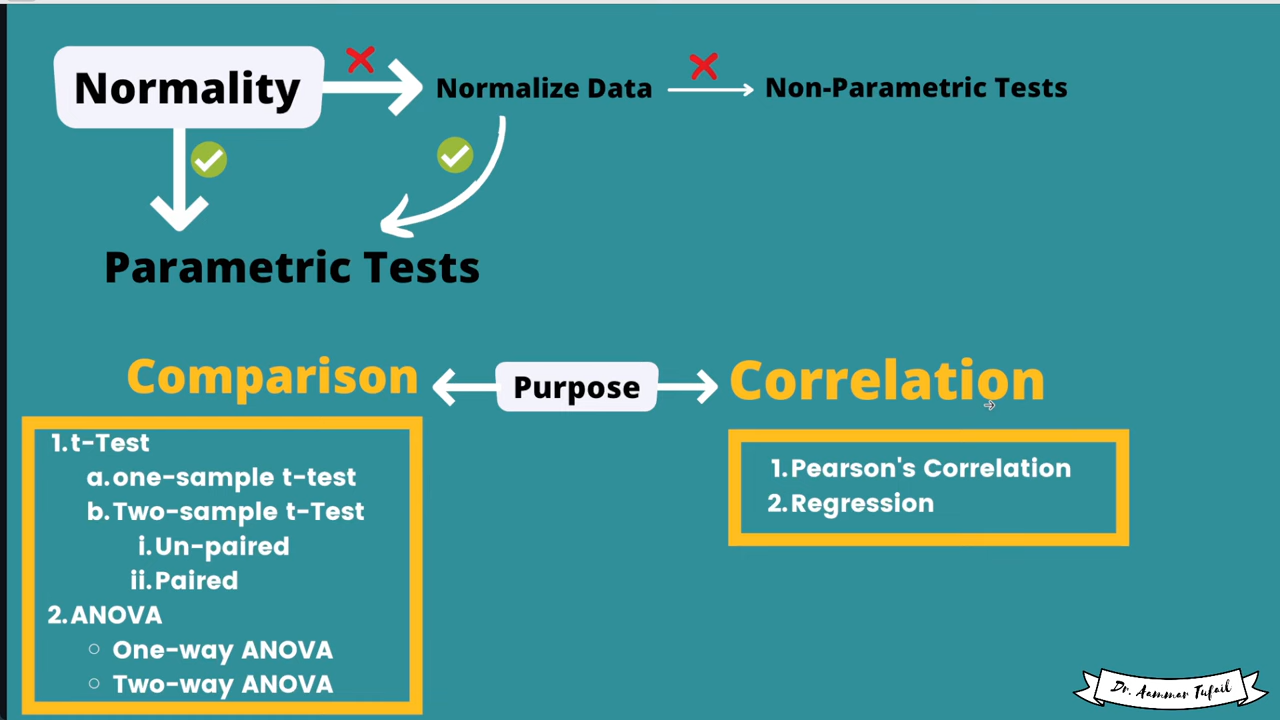 Normality
Normalize Data
Non-Parametric Tests
Parametric Tests
Comparison
Purpose
Correlation
1. t-Test
a. one-sample t-test
b. Two-sample t-Test
i. Un-paired
ii. Paired
2. ANOVA
○ One-way ANOVA
○ Two-way ANOVA
1. Pearson's Correlation
2. Regression
Dr. Aammar Tufail